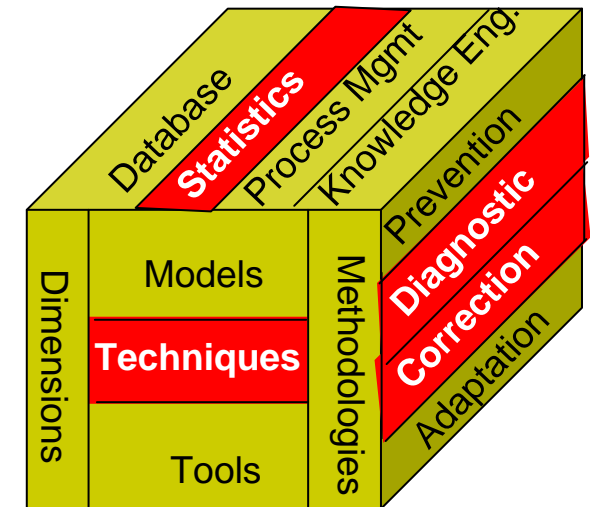 Database
Statistics
Process Mgmt
Knowledge Eng.
Prevention
Diagnostic
Correction
Adaptation
Dimensions
Models
Techniques
Tools
Methodologies